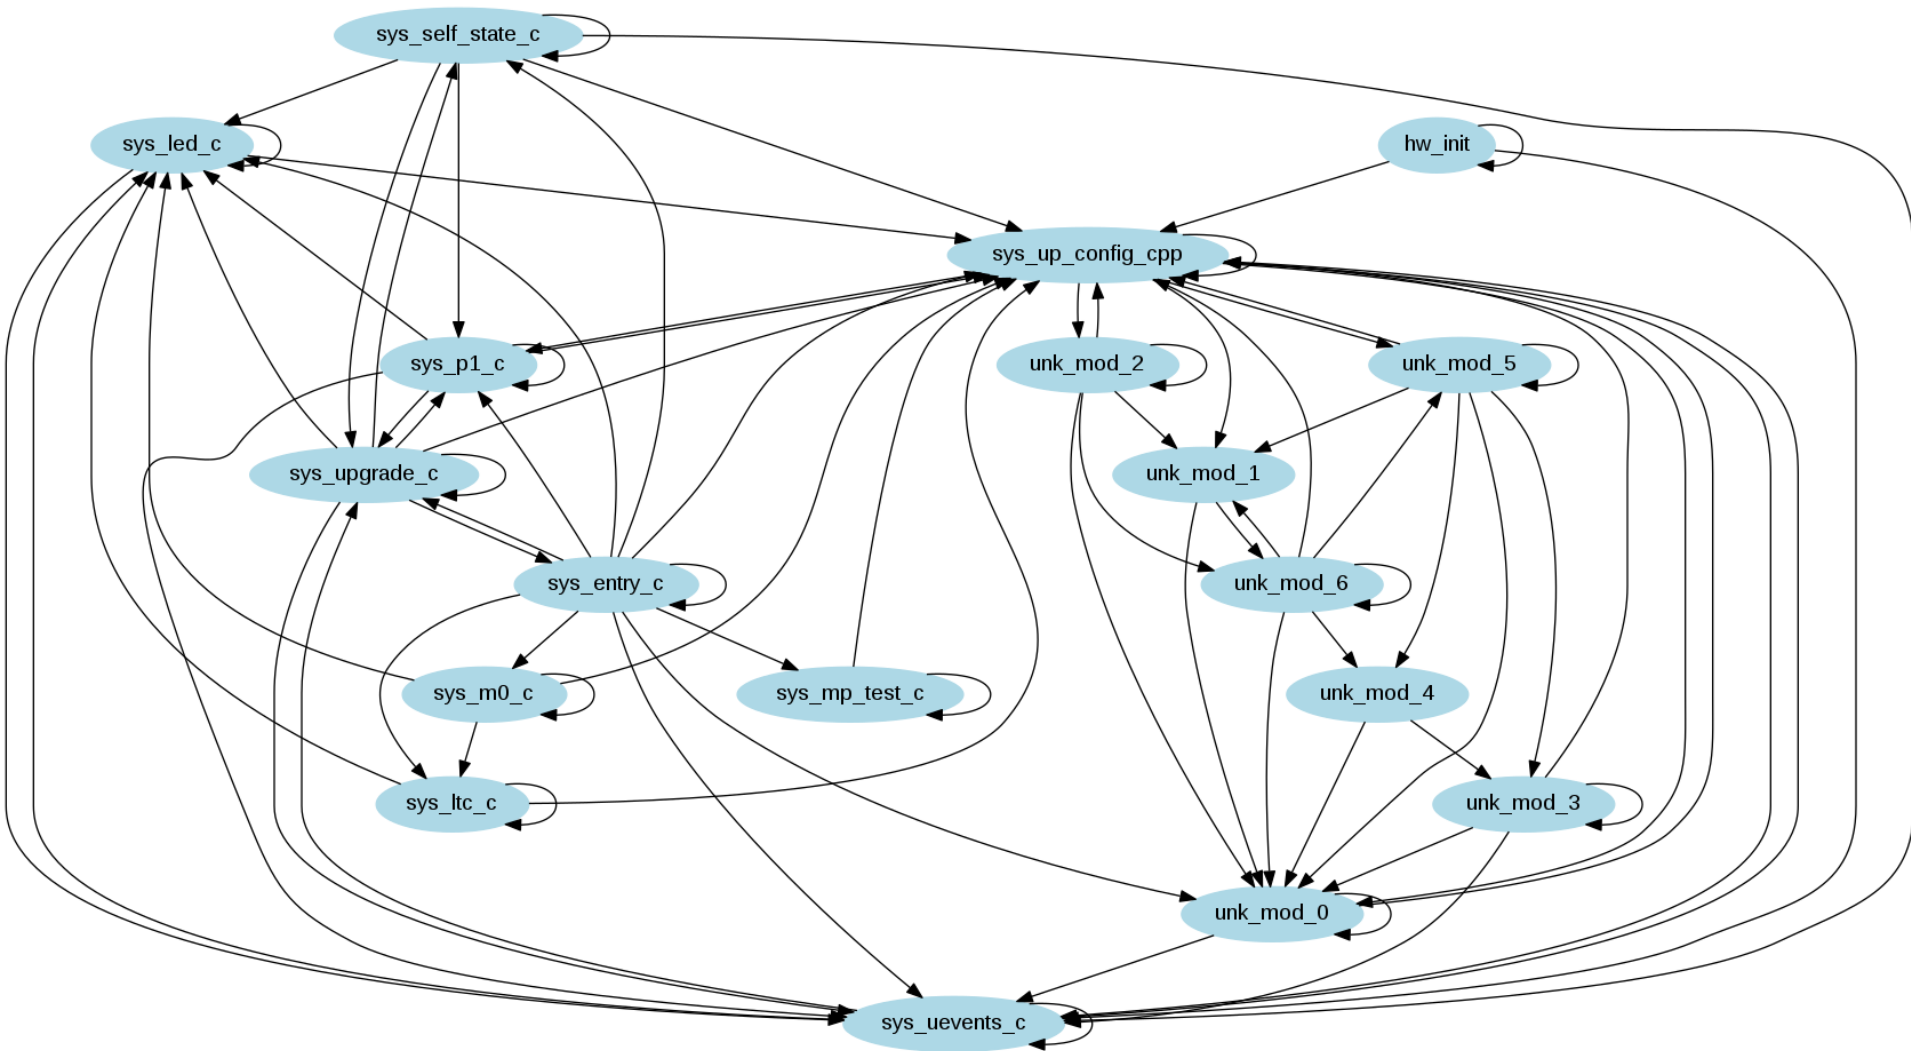 sys_self_state_c
sys_led_c
hw_init
sys_up_config_cpp
sys_p1_c
unk_mod_2
unk_mod_5
sys_upgrade_c
unk_mod_1
sys_entry_c
unk_mod_6
sys_m0_c
sys_mp_test_c
unk_mod_4
sys_ltc_c
unk_mod_3
unk_mod_0
sys_uevents_c